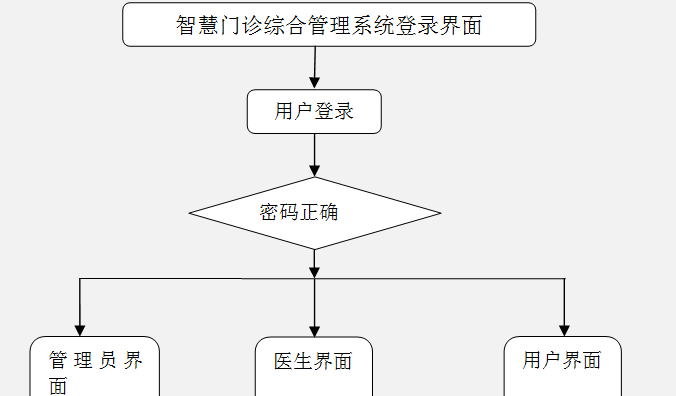 智慧门诊综合管理系统登录界面
用户登录
密码正确
管理员界
面
医生界面
用户界面